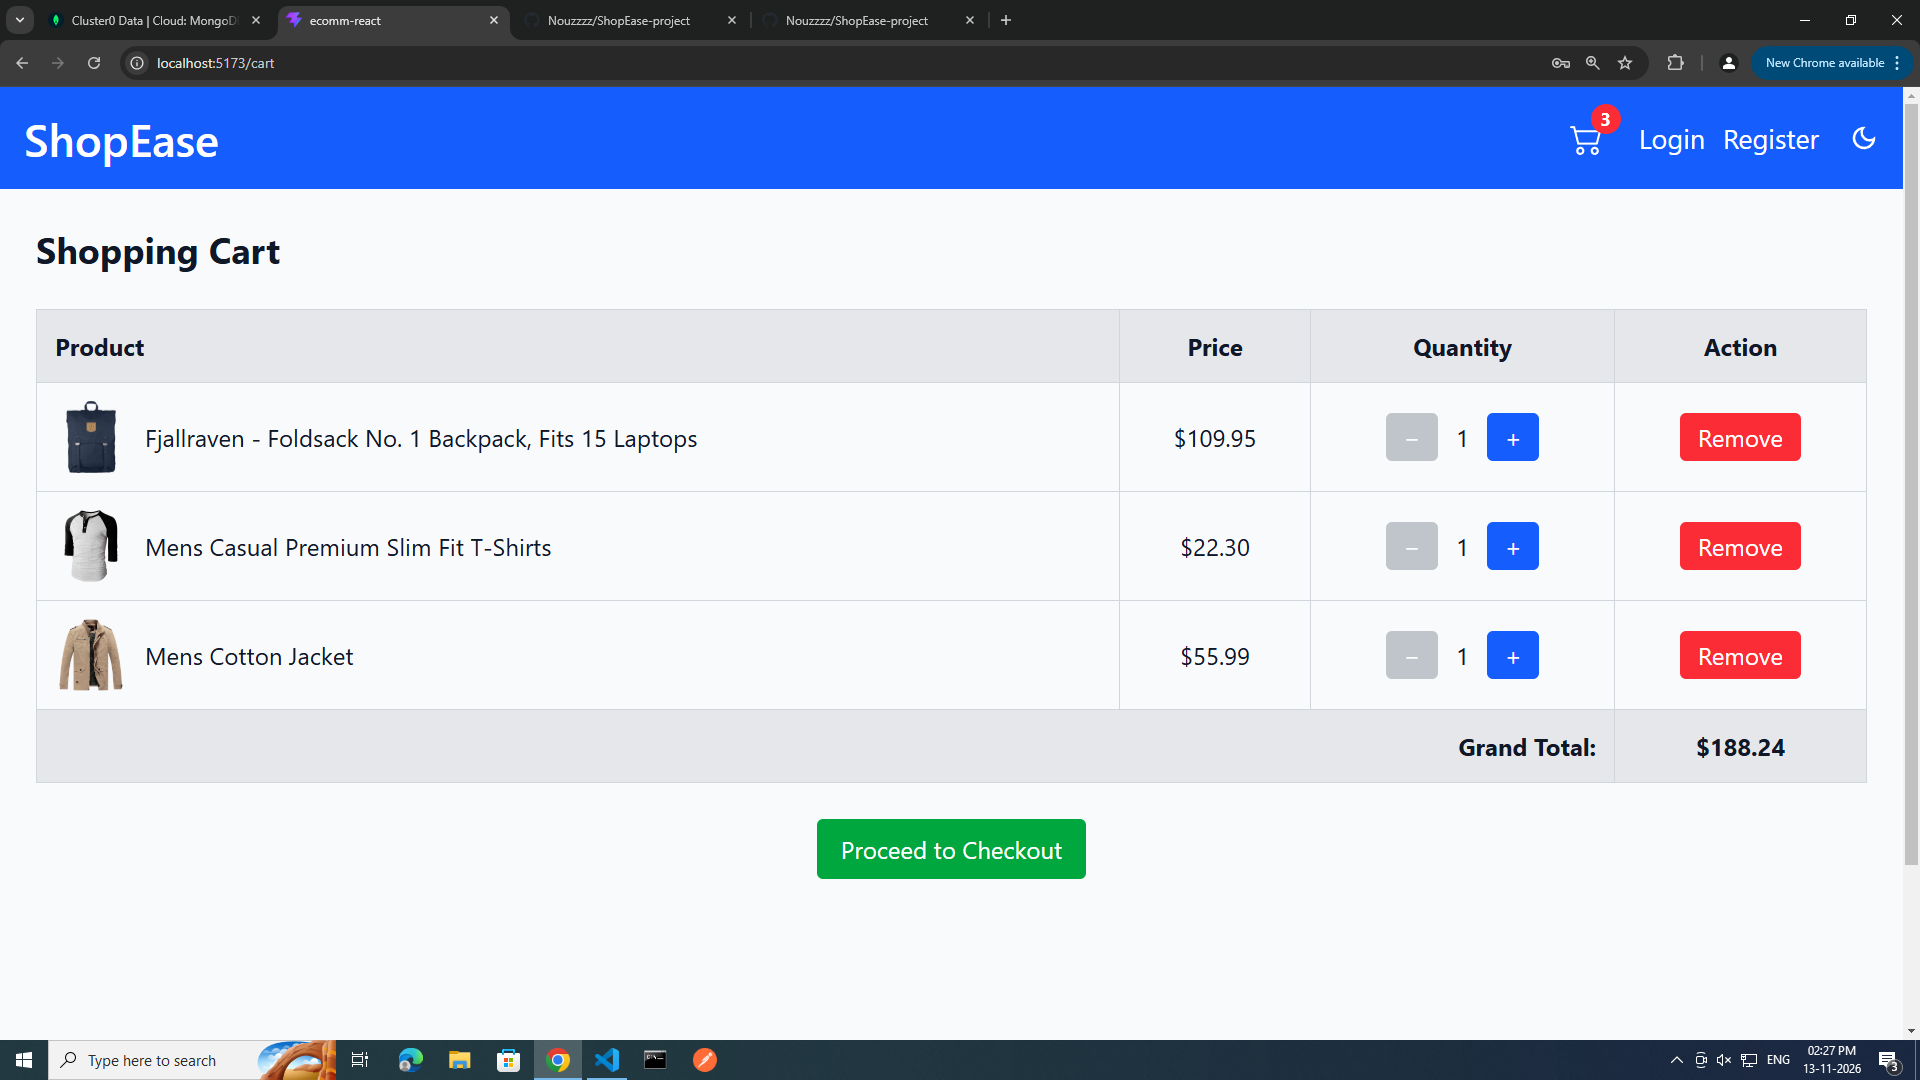 Cluster0 Data | Cloud: MongoD
ecomm-react
Nouzzzz/ShopEase-project
Nouzzzz/ShopEase-project
localhost:5173/cart
New Chrome available
ShopEase
3
Login Register
Shopping Cart
Product Price Quantity Action
Fjallraven - Foldsack No. 1 Backpack, Fits 15 Laptops $109.95 − 1 + Remove
Mens Casual Premium Slim Fit T-Shirts $22.30 − 1 + Remove
Mens Cotton Jacket $55.99 − 1 + Remove
Grand Total: $188.24
Proceed to Checkout
Type here to search
ENG
02:27 PM
13-11-2026
3